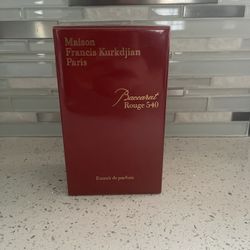 Maison
Francis Kurkdjian
Paris
Baccarat
Rouge 540
Extrait de parfum